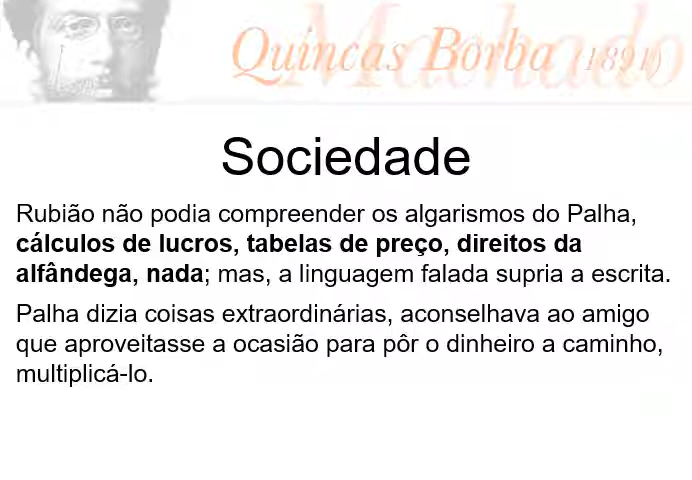 Quincas Borba (1891)
Machado
Sociedade
Rubião não podia compreender os algarismos do Palha,
cálculos de lucros, tabelas de preço, direitos da
alfândega, nada; mas, a linguagem falada supria a escrita.
Palha dizia coisas extraordinárias, aconselhava ao amigo
que aproveitasse a ocasião para pôr o dinheiro a caminho,
multiplicá-lo.